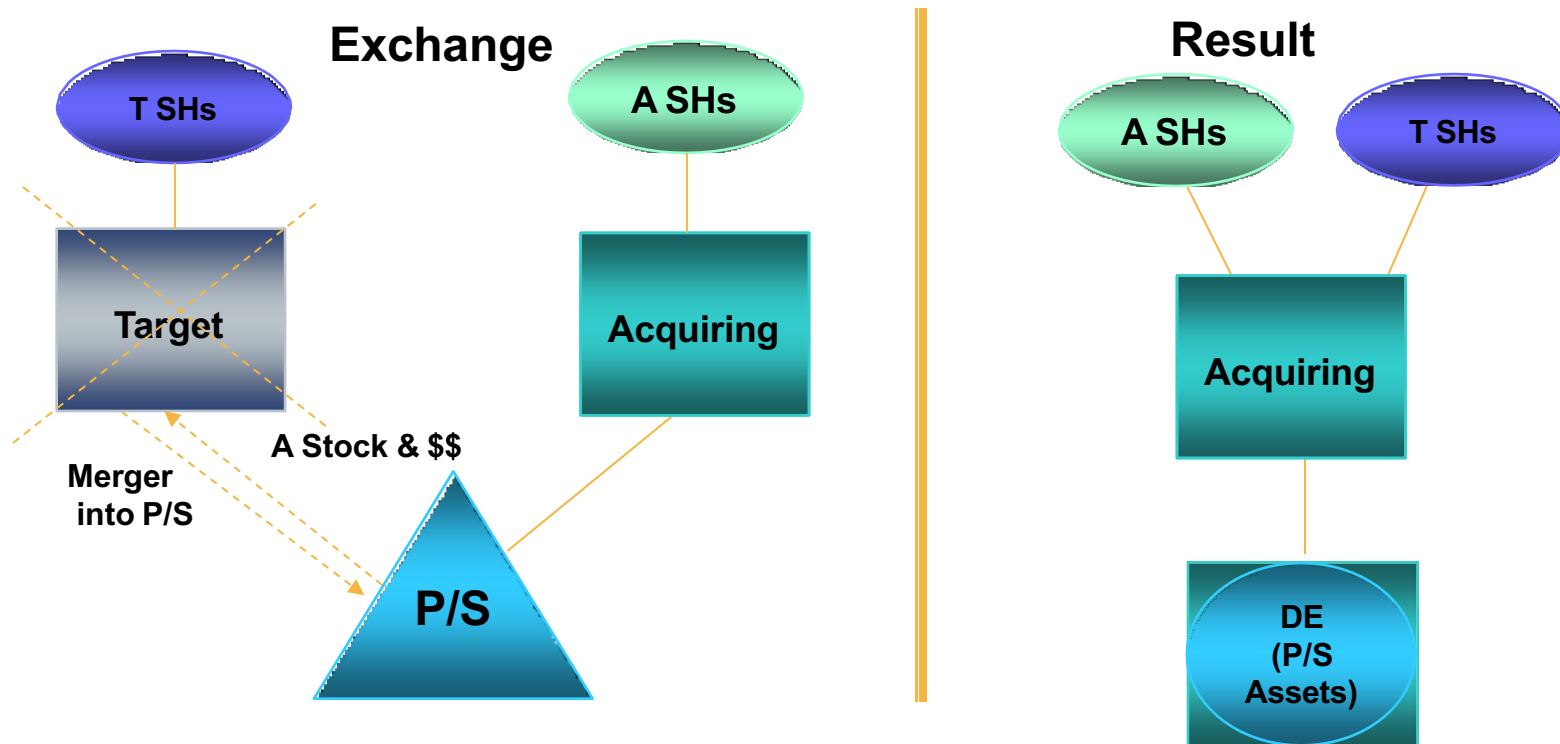 Exchange
T SHs
A SHs
Target
Acquiring
A Stock & $$
Merger
into P/S
P/S
Result
A SHs
T SHs
Acquiring
DE
(P/S
Assets)